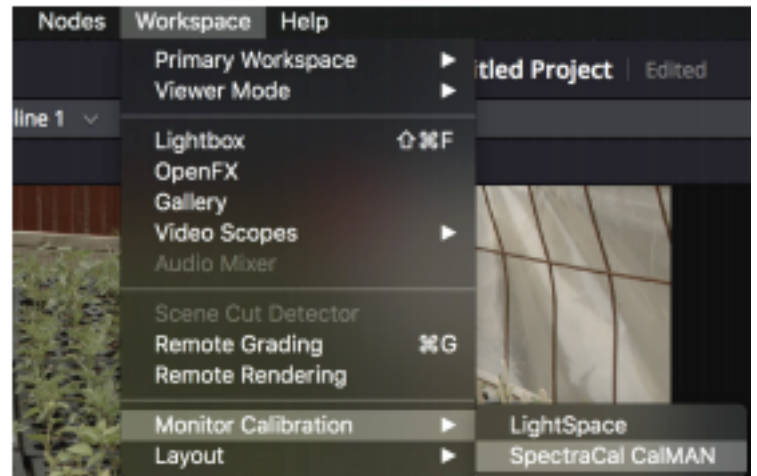 Nodes Workspace Help
Primary Workspace
itled Project | Edited
Viewer Mode
line 1
Lightbox ⇧⌘F
OpenFX
Gallery
Video Scopes
Audio Mixer
Scene Cut Detector
Remote Grading ⌘G
Remote Rendering
Monitor Calibration
LightSpace
Layout
SpectraCal CalMAN